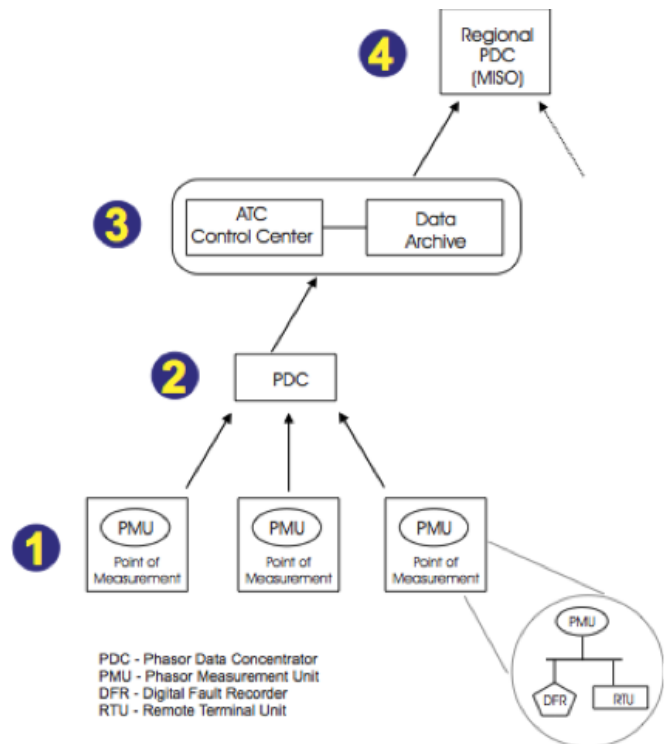 4
Regional
PDC
(MISO)
3
ATC
Control Center
Data
Archive
2
PDC
1
PMU
Point of
Measurement
PMU
Point of
Measurement
PMU
Point of
Measurement
PMU
DFR
RTU
PDC - Phasor Data Concentrator
PMU - Phasor Measurement Unit
DFR - Digital Fault Recorder
RTU - Remote Terminal Unit